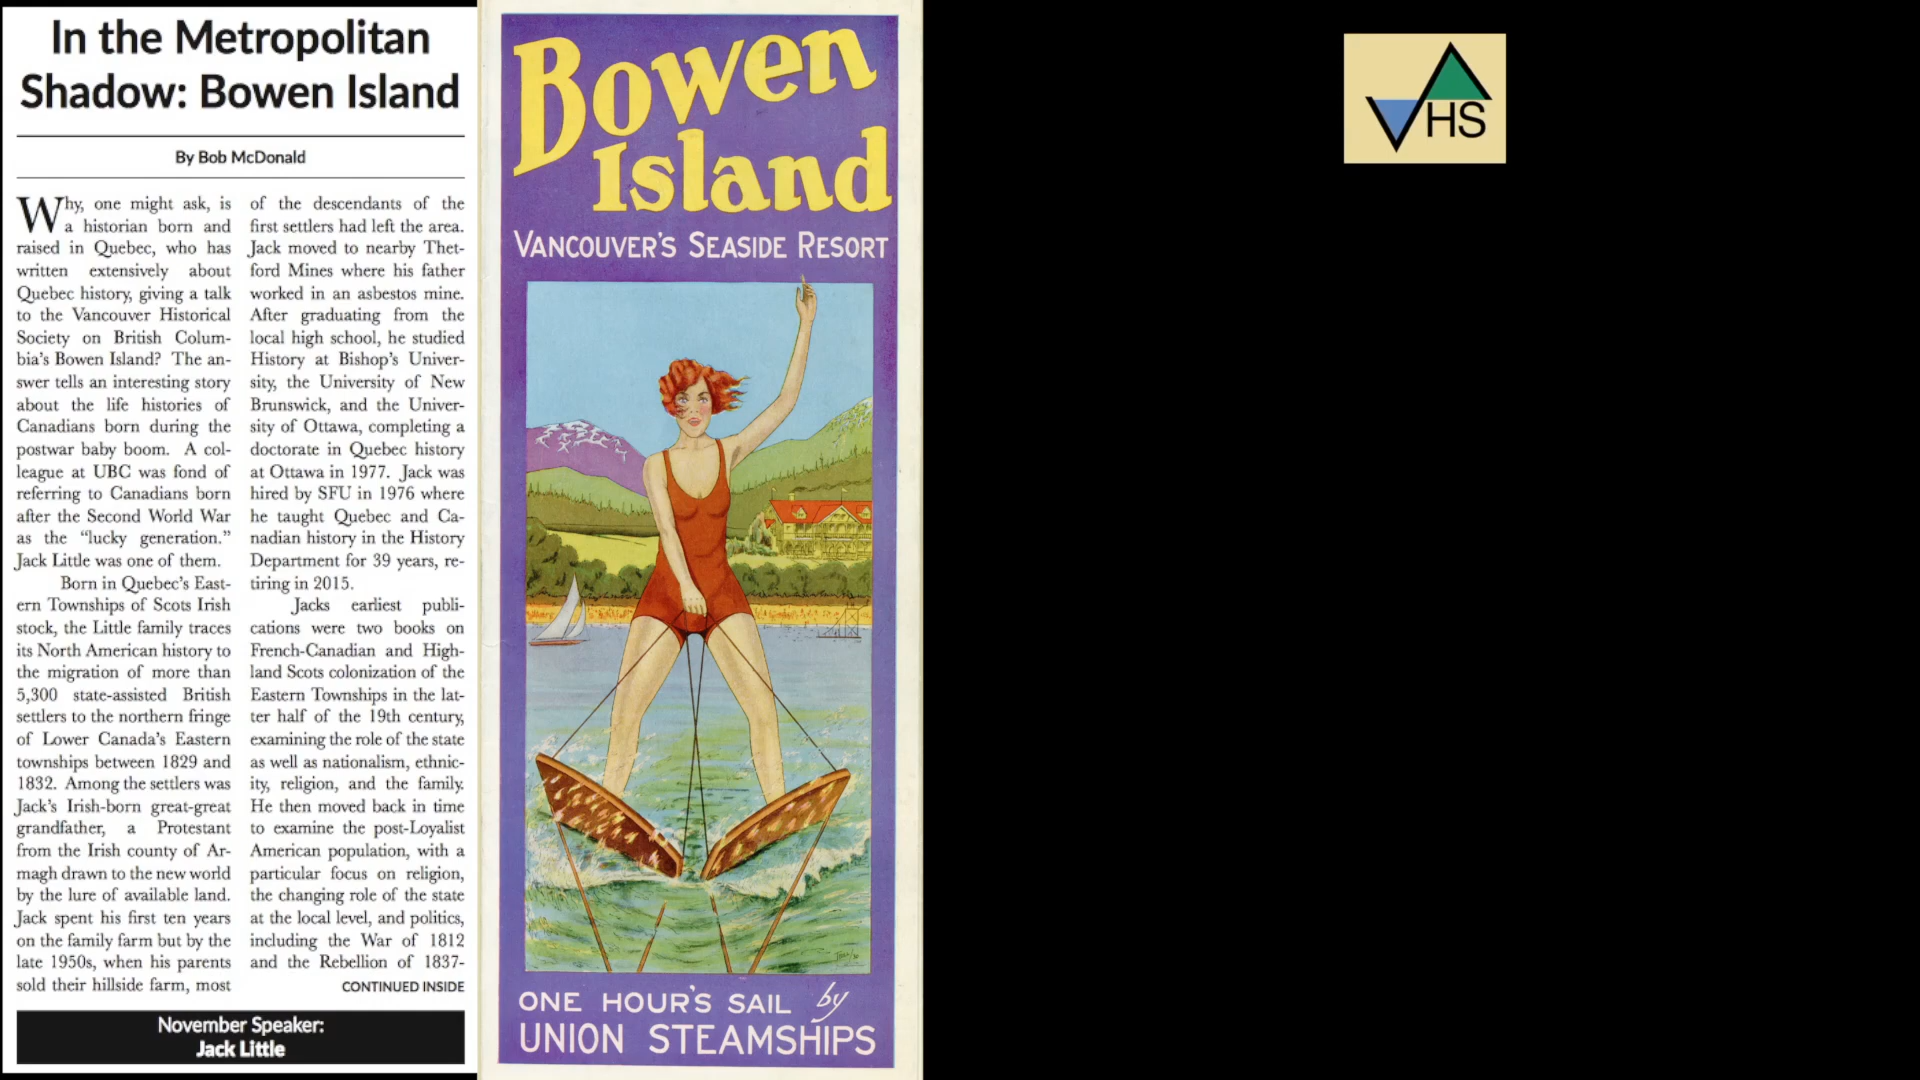 In the Metropolitan
Shadow: Bowen Island
By Bob McDonald
Why, one might ask, is
a historian born and
raised in Quebec, who has
written extensively about
Quebec history, giving a talk
to the Vancouver Historical
Society on British Colum-
bia's Bowen Island? The an-
swer tells an interesting story
about the life histories of
Canadians born during the
postwar baby boom. A col-
league at UBC was fond of
referring to Canadians born
after the Second World War
as the "lucky generation."
Jack Little was one of them.
Born in Quebec's East-
ern Townships of Scots Irish
stock, the Little family traces
its North American history to
the migration of more than
5,300 state-assisted British
settlers to the northern fringe
of Lower Canada's Eastern
townships between 1829 and
1832. Among the settlers was
Jack's Irish-born great-great
grandfather, a Protestant
from the Irish county of Ar-
magh drawn to the new world
by the lure of available land.
Jack spent his first ten years
on the family farm but by the
late 1950s, when his parents
sold their hillside farm, most
of the descendants of the
first settlers had left the area.
Jack moved to nearby Thet-
ford Mines where his father
worked in an asbestos mine.
After graduating from the
local high school, he studied
History at Bishop's Univer-
sity, the University of New
Brunswick, and the Univer-
sity of Ottawa, completing a
doctorate in Quebec history
at Ottawa in 1977. Jack was
hired by SFU in 1976 where
he taught Quebec and Ca-
nadian history in the History
Department for 39 years, re-
tiring in 2015.
Jacks earliest publi-
cations were two books on
French-Canadian and High-
land Scots colonization of the
Eastern Townships in the lat-
ter half of the 19th century,
examining the role of the state
as well as nationalism, ethnic-
ity, religion, and the family.
He then moved back in time
to examine the post-Loyalist
American population, with a
particular focus on religion,
the changing role of the state
at the local level, and politics,
including the War of 1812
and the Rebellion of 1837-
CONTINUED INSIDE
November Speaker:
Jack Little
Bowen
Island
VANCOUVER'S SEASIDE RESORT
ONE HOUR'S SAIL by
UNION STEAMSHIPS
VHS